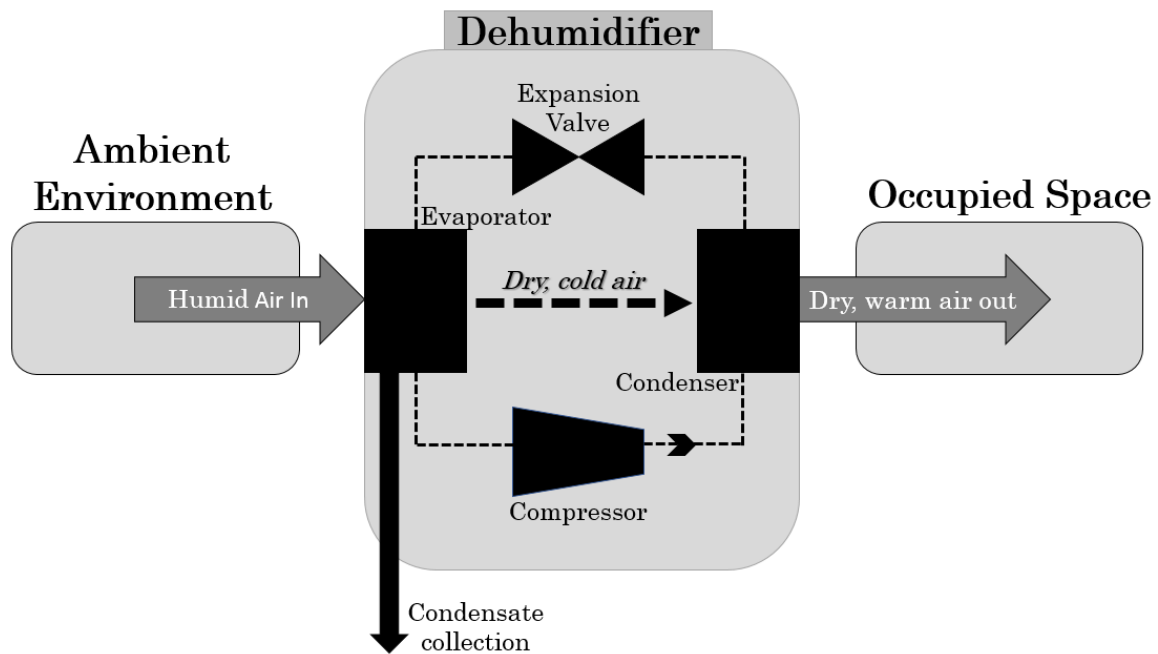 Dehumidifier
Expansion
Valve
Ambient
Environment
Occupied Space
Evaporator
Humid Air In
Dry, cold air
Dry, warm air out
Condenser
Compressor
Condensate
collection